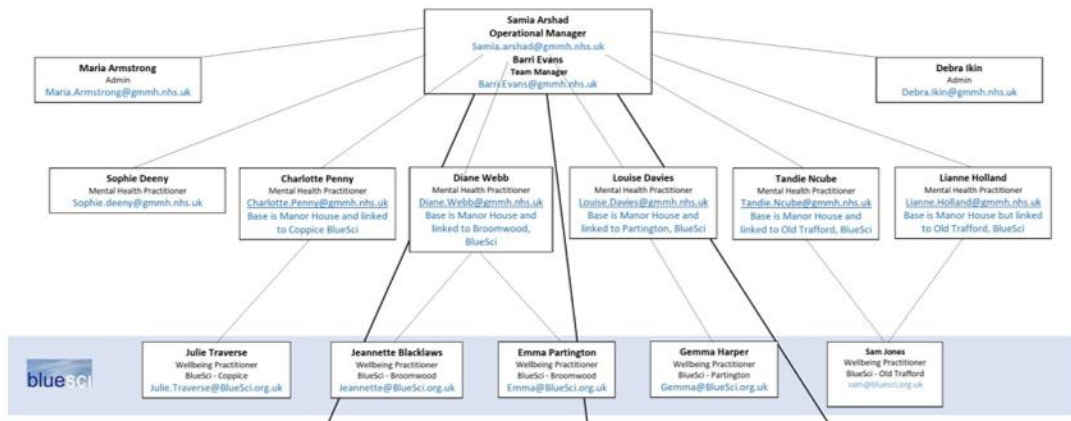 Samia Arshad
Operational Manager
Samia.arshad@gmmh.nhs.uk
Barri Evans
Team Manager
Barri.Evans@gmmh.nhs.uk
Maria Armstrong
Admin
Maria.Armstrong@gmmh.nhs.uk
Debra Ikin
Admin
Debra.Ikin@gmmh.nhs.uk
Sophie Deeny
Mental Health Practitioner
Sophie.deeny@gmmh.nhs.uk
Charlotte Penny
Mental Health Practitioner
Charlotte.Penny@gmmh.nhs.uk
Base is Manor House and linked
to Coppice BlueSci
Diane Webb
Mental Health Practitioner
Diane.Webb@gmmh.nhs.uk
Base is Manor House and
linked to Broomwood,
BlueSci
Louise Davies
Mental Health Practitioner
Louise.Davies@gmmh.nhs.uk
Base is Manor House and
linked to Partington, BlueSci
Tandie Ncube
Mental Health Practitioner
Tandie.Ncube@gmmh.nhs.uk
Base is Manor House and
linked to Old Trafford, BlueSci
Lianne Holland
Mental Health Practitioner
Lianne.Holland@gmmh.nhs.uk
Base is Manor House but linked
to Old Trafford, BlueSci
bluesci
Julie Traverse
Wellbeing Practitioner
BlueSci - Coppice
Julie.Traverse@BlueSci.org.uk
Jeannette Blacklaws
Wellbeing Practitioner
BlueSci - Broomwood
Jeannette@BlueSci.org.uk
Emma Partington
Wellbeing Practitioner
BlueSci - Broomwood
Emma@BlueSci.org.uk
Gemma Harper
Wellbeing Practitioner
BlueSci - Partington
Gemma@BlueSci.org.uk
Sam Jones
Wellbeing Practitioner
BlueSci - Old Trafford
sam@bluesci.org.uk